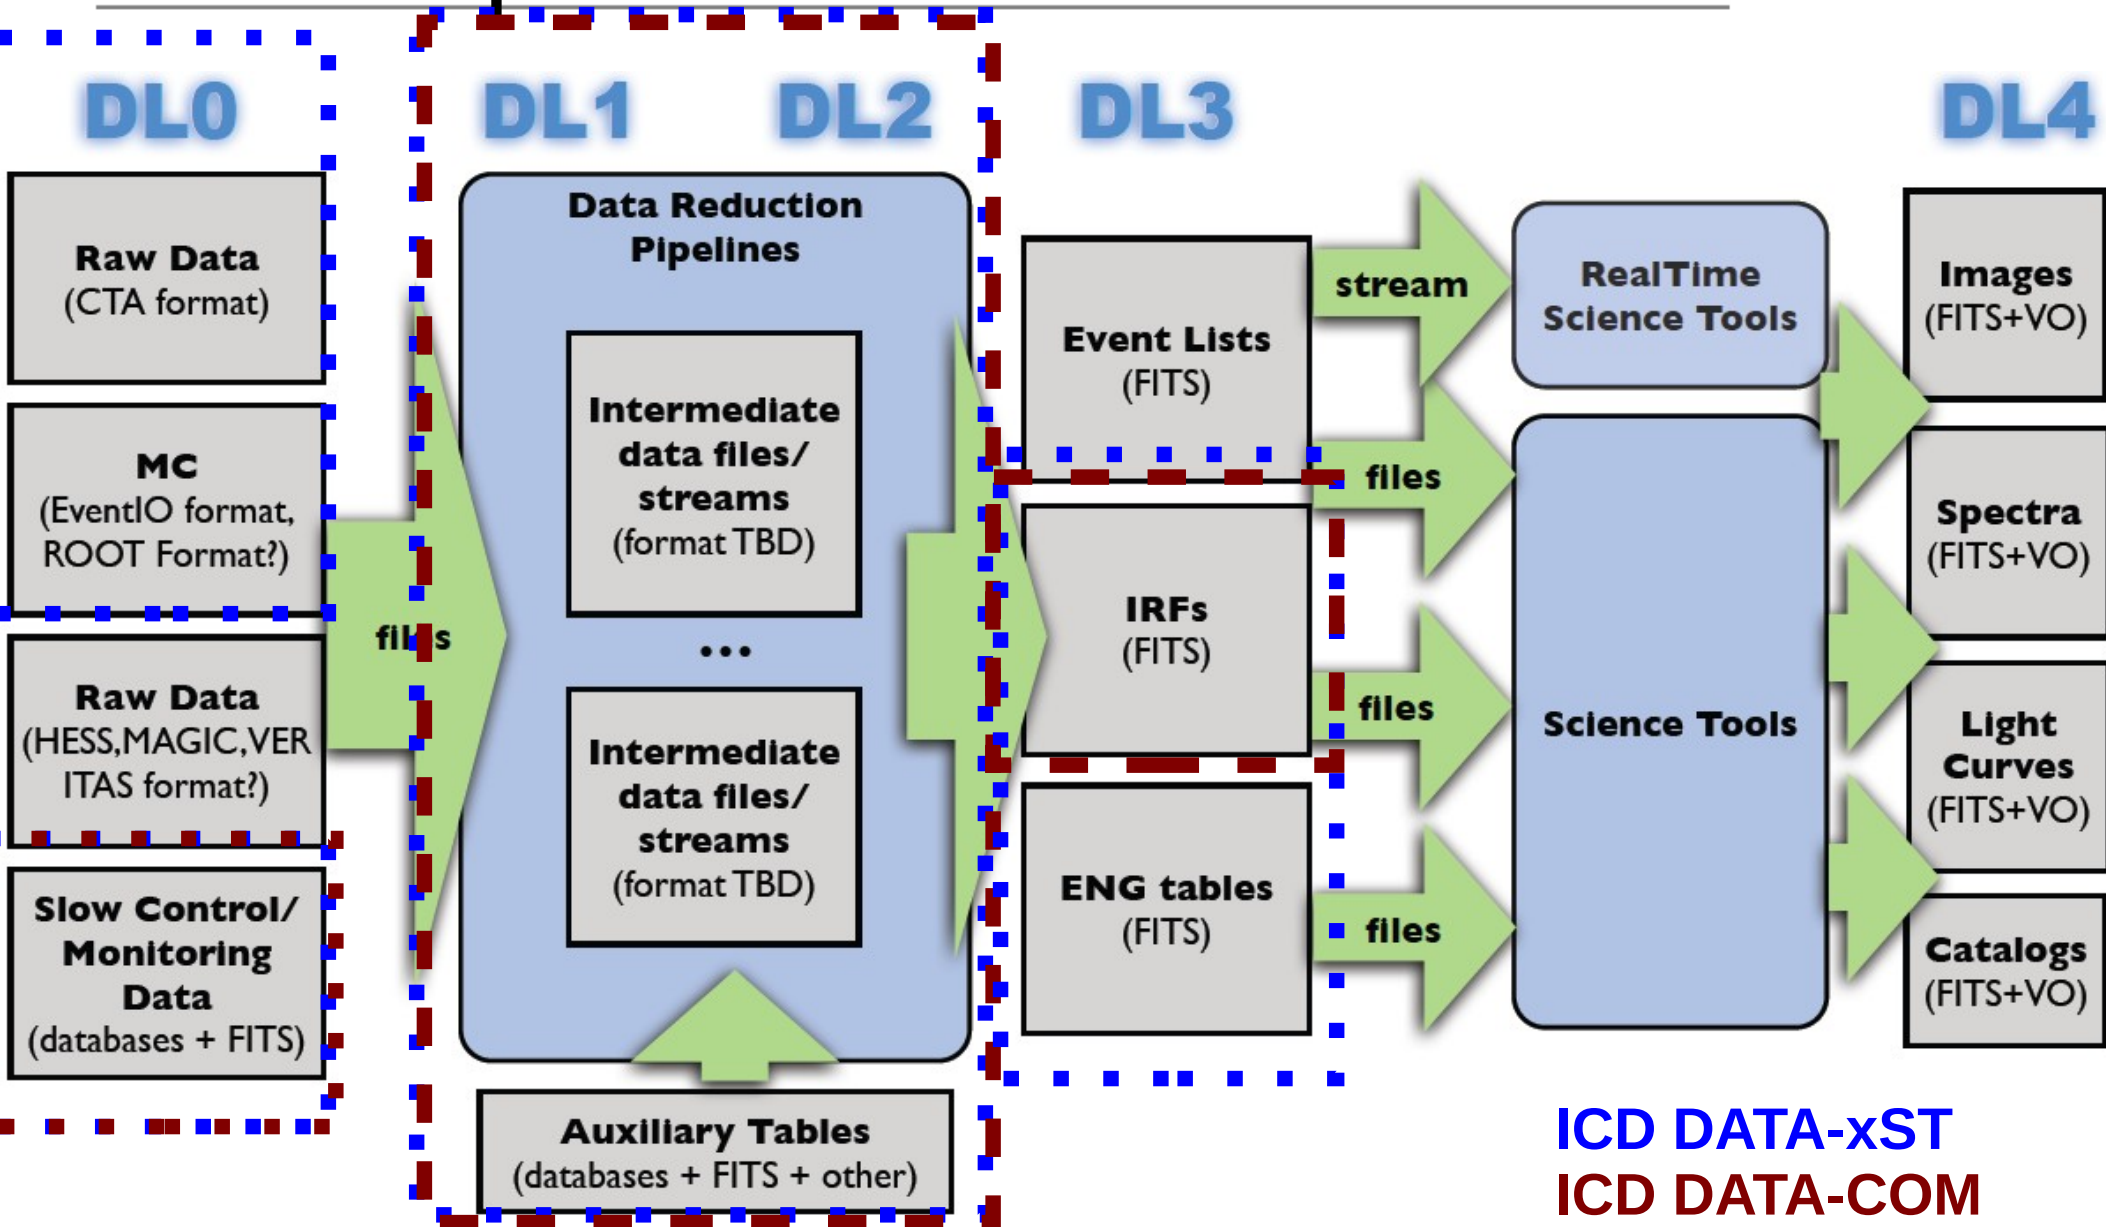 DL0
DL1
DL2
DL3
DL4
Raw Data
(CTA format)
MC
(EventIO format,
ROOT Format?)
Raw Data
(HESS,MAGIC,VER
ITAS format?)
Slow Control/
Monitoring
Data
(databases + FITS)
files
Data Reduction
Pipelines
Intermediate
data files/
streams
(format TBD)
...
Intermediate
data files/
streams
(format TBD)
Auxiliary Tables
(databases + FITS + other)
Event Lists
(FITS)
IRFs
(FITS)
ENG tables
(FITS)
stream
files
files
files
RealTime
Science Tools
Science Tools
Images
(FITS+VO)
Spectra
(FITS+VO)
Light
Curves
(FITS+VO)
Catalogs
(FITS+VO)
ICD DATA-xST
ICD DATA-COM